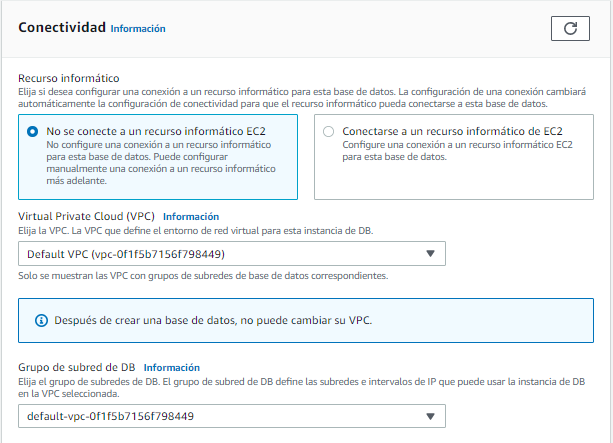 Conectividad Información
Recurso informático
Elija si desea configurar una conexión a un recurso informático para esta base de datos. La configuración de una conexión cambiará
automáticamente la configuración de conectividad para que el recurso informático pueda conectarse a esta base de datos.
No se conecte a un recurso informático EC2
No configure una conexión a un recurso informático
para esta base de datos. Puede configurar
manualmente una conexión a un recurso informático
más adelante.
Conectarse a un recurso informático de EC2
Configure una conexión a un recurso informático EC2
para esta base de datos.
Virtual Private Cloud (VPC) Información
Elija la VPC. La VPC que define el entorno de red virtual para esta instancia de DB.
Default VPC (vpc-0f1f5b7156f798449)
Solo se muestran las VPC con grupos de subredes de base de datos correspondientes.
Después de crear una base de datos, no puede cambiar su VPC.
Grupo de subred de DB Información
Elija el grupo de subredes de DB. El grupo de subred de DB define las subredes e intervalos de IP que puede usar la instancia de DB
en la VPC seleccionada.
default-vpc-0f1f5b7156f798449